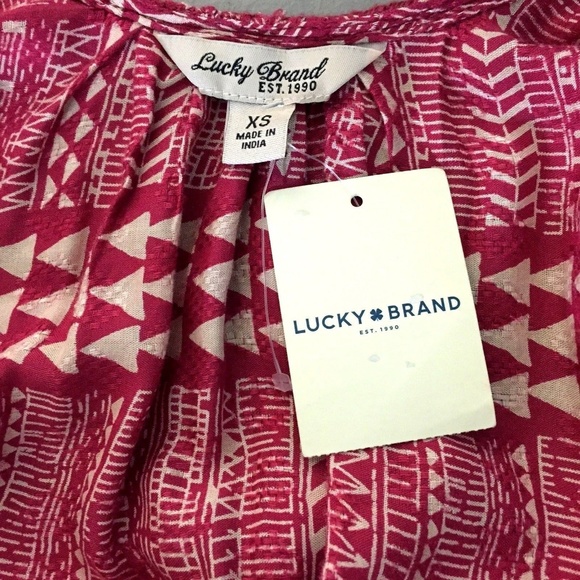 Lucky Brand
EST. 1990
XS
MADE IN
INDIA
LUCKY BRAND
EST. 1990